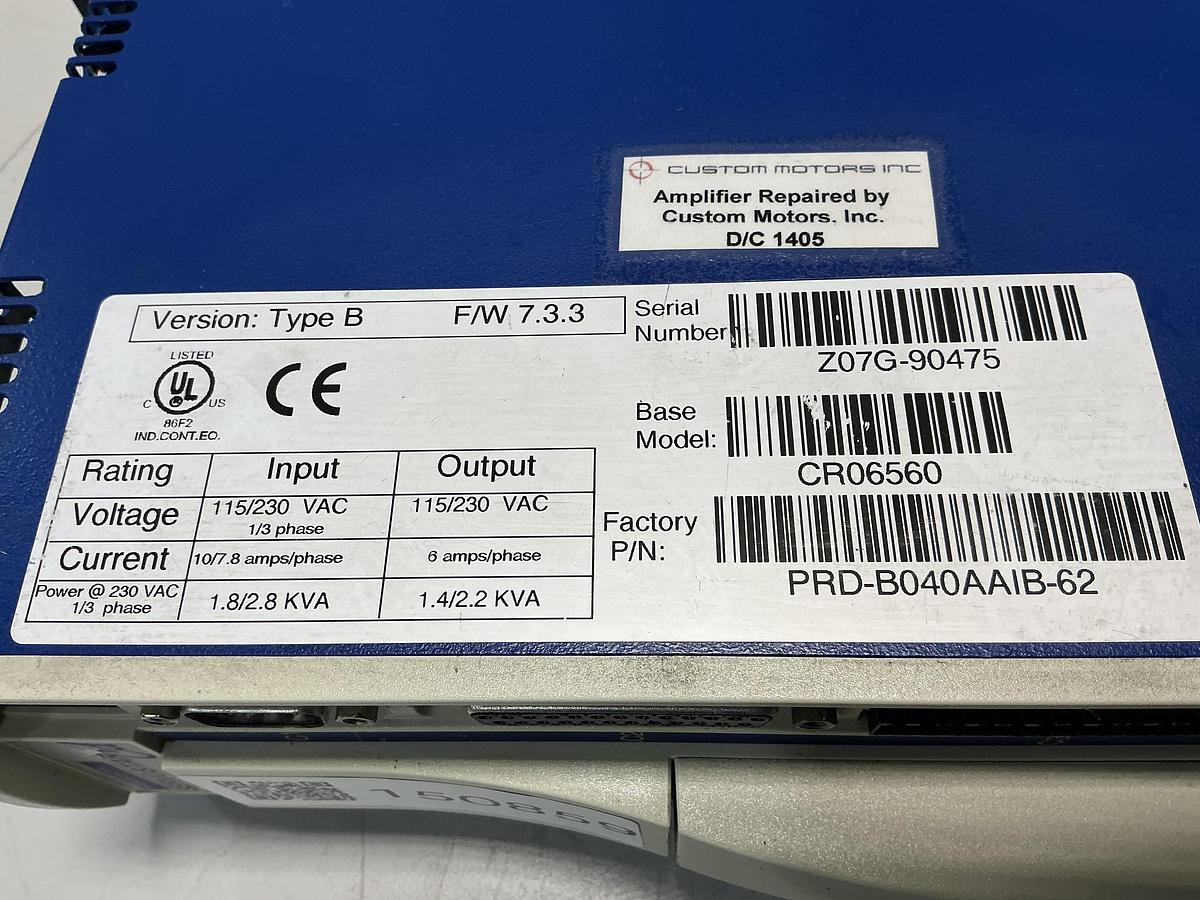 CUSTOM MOTORS INC
Amplifier Repaired by
Custom Motors, Inc.
D/C 1405
Version: Type B F/W 7.3.3
LISTED
UL
C US
86F2
IND.CONT.EQ.
CE
Serial
Number
Z07G-90475
Base
Model:
CR06560
Factory
P/N:
PRD-B040AAIB-62
Rating Input Output
Voltage 115/230 VAC 115/230 VAC
1/3 phase
Current 10/7.8 amps/phase 6 amps/phase
Power @ 230 VAC
1/3 phase 1.8/2.8 KVA 1.4/2.2 KVA
150859